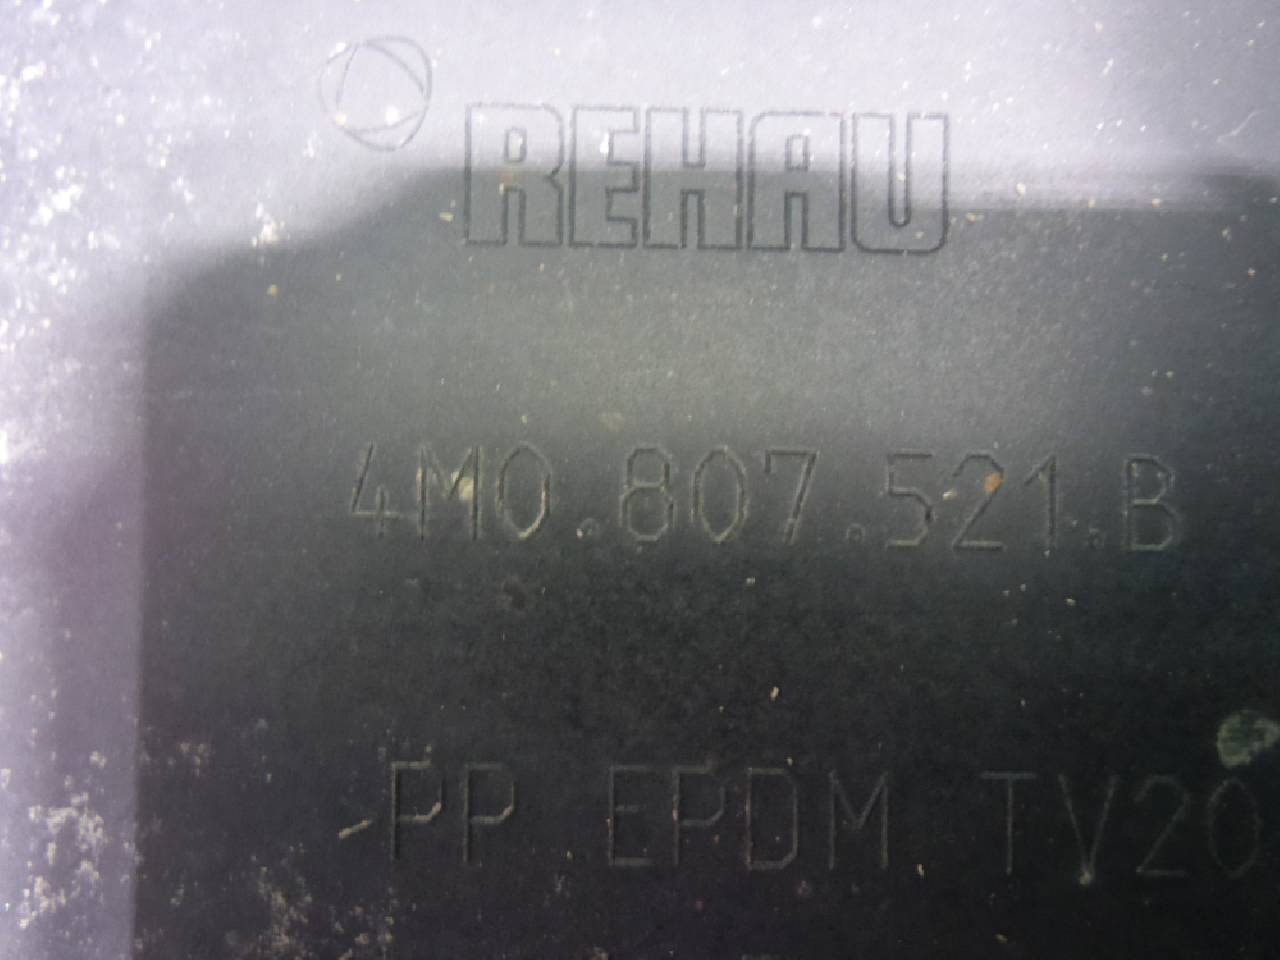 REHAU
4M0.807.521.B
PP EPDM TV20